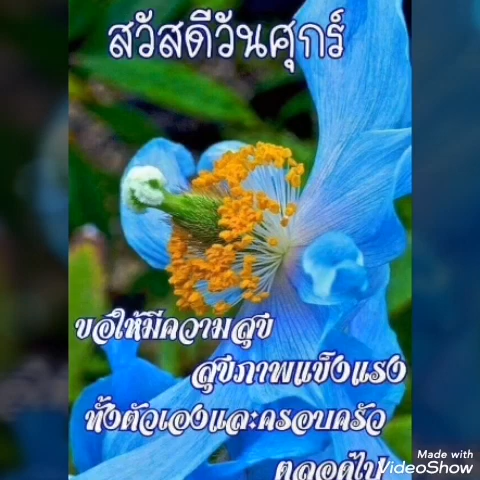 สวัสดีวันศุกร์
ขอให้มีความสุข
สุขภาพแข็งแรง
ทั้งตัวเองและครอบครัว
ตลอดไป
Made with
VideoShow